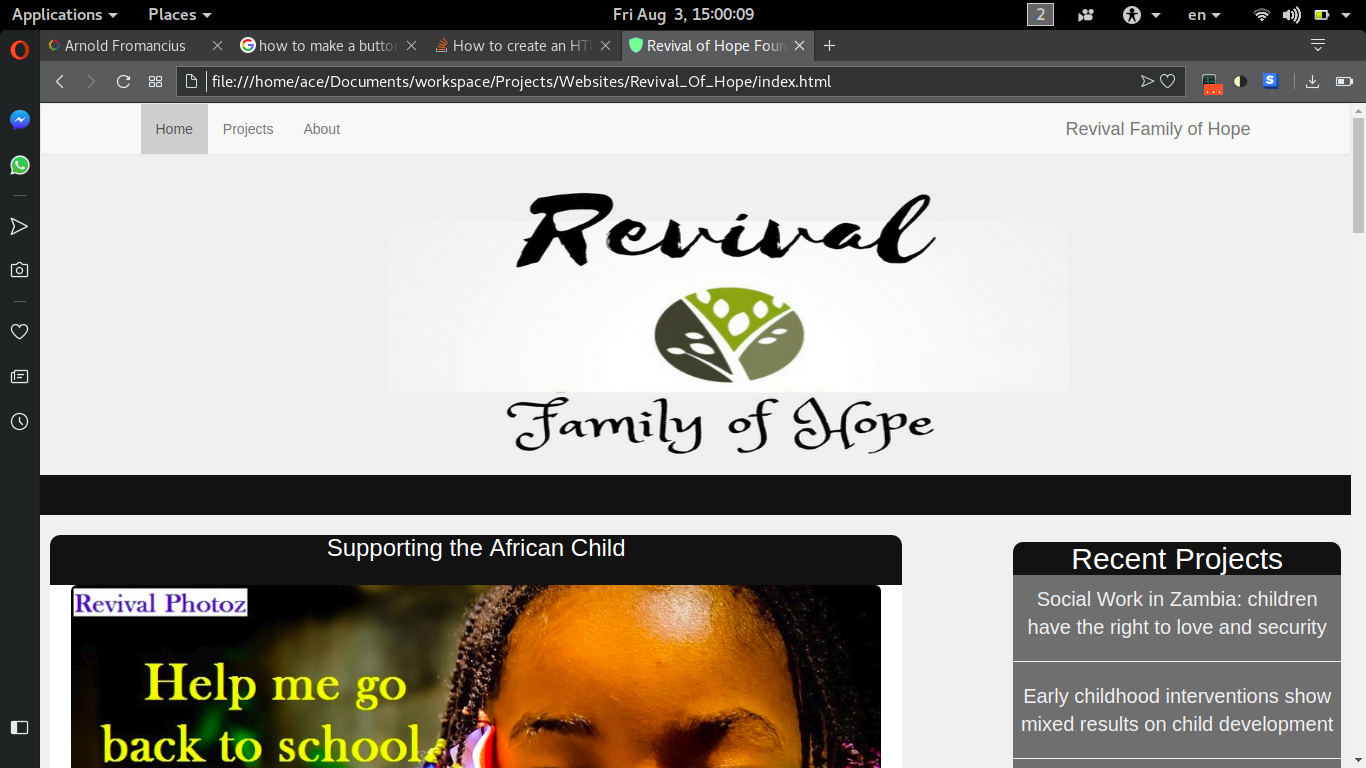 Applications Places Fri Aug 3, 15:00:09 2 en
Arnold Fromancius how to make a button How to create an HT Revival of Hope Foun
file:///home/ace/Documents/workspace/Projects/Websites/Revival_Of_Hope/index.html
Home Projects About Revival Family of Hope
Revival
Family of Hope
Supporting the African Child
Revival Photoz
Help me go
back to school.
Recent Projects
Social Work in Zambia: children
have the right to love and security
Early childhood interventions show
mixed results on child development